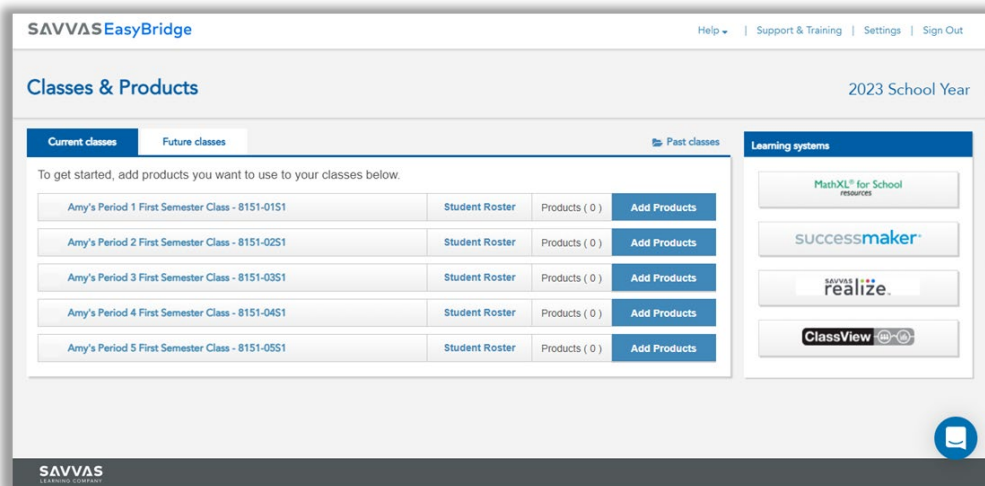 SAVVAS EasyBridge
Help | Support & Training | Settings | Sign Out
Classes & Products
2023 School Year
Current classes
Future classes
Past classes
To get started, add products you want to use to your classes below.
Amy's Period 1 First Semester Class - 8151-01S1 Student Roster Products ( 0 ) Add Products
Amy's Period 2 First Semester Class - 8151-02S1 Student Roster Products ( 0 ) Add Products
Amy's Period 3 First Semester Class - 8151-03S1 Student Roster Products ( 0 ) Add Products
Amy's Period 4 First Semester Class - 8151-04S1 Student Roster Products ( 0 ) Add Products
Amy's Period 5 First Semester Class - 8151-05S1 Student Roster Products ( 0 ) Add Products
Learning systems
MathXL® for School
resources
successmaker
SAVVAS
realize™
ClassView
SAVVAS
LEARNING COMPANY